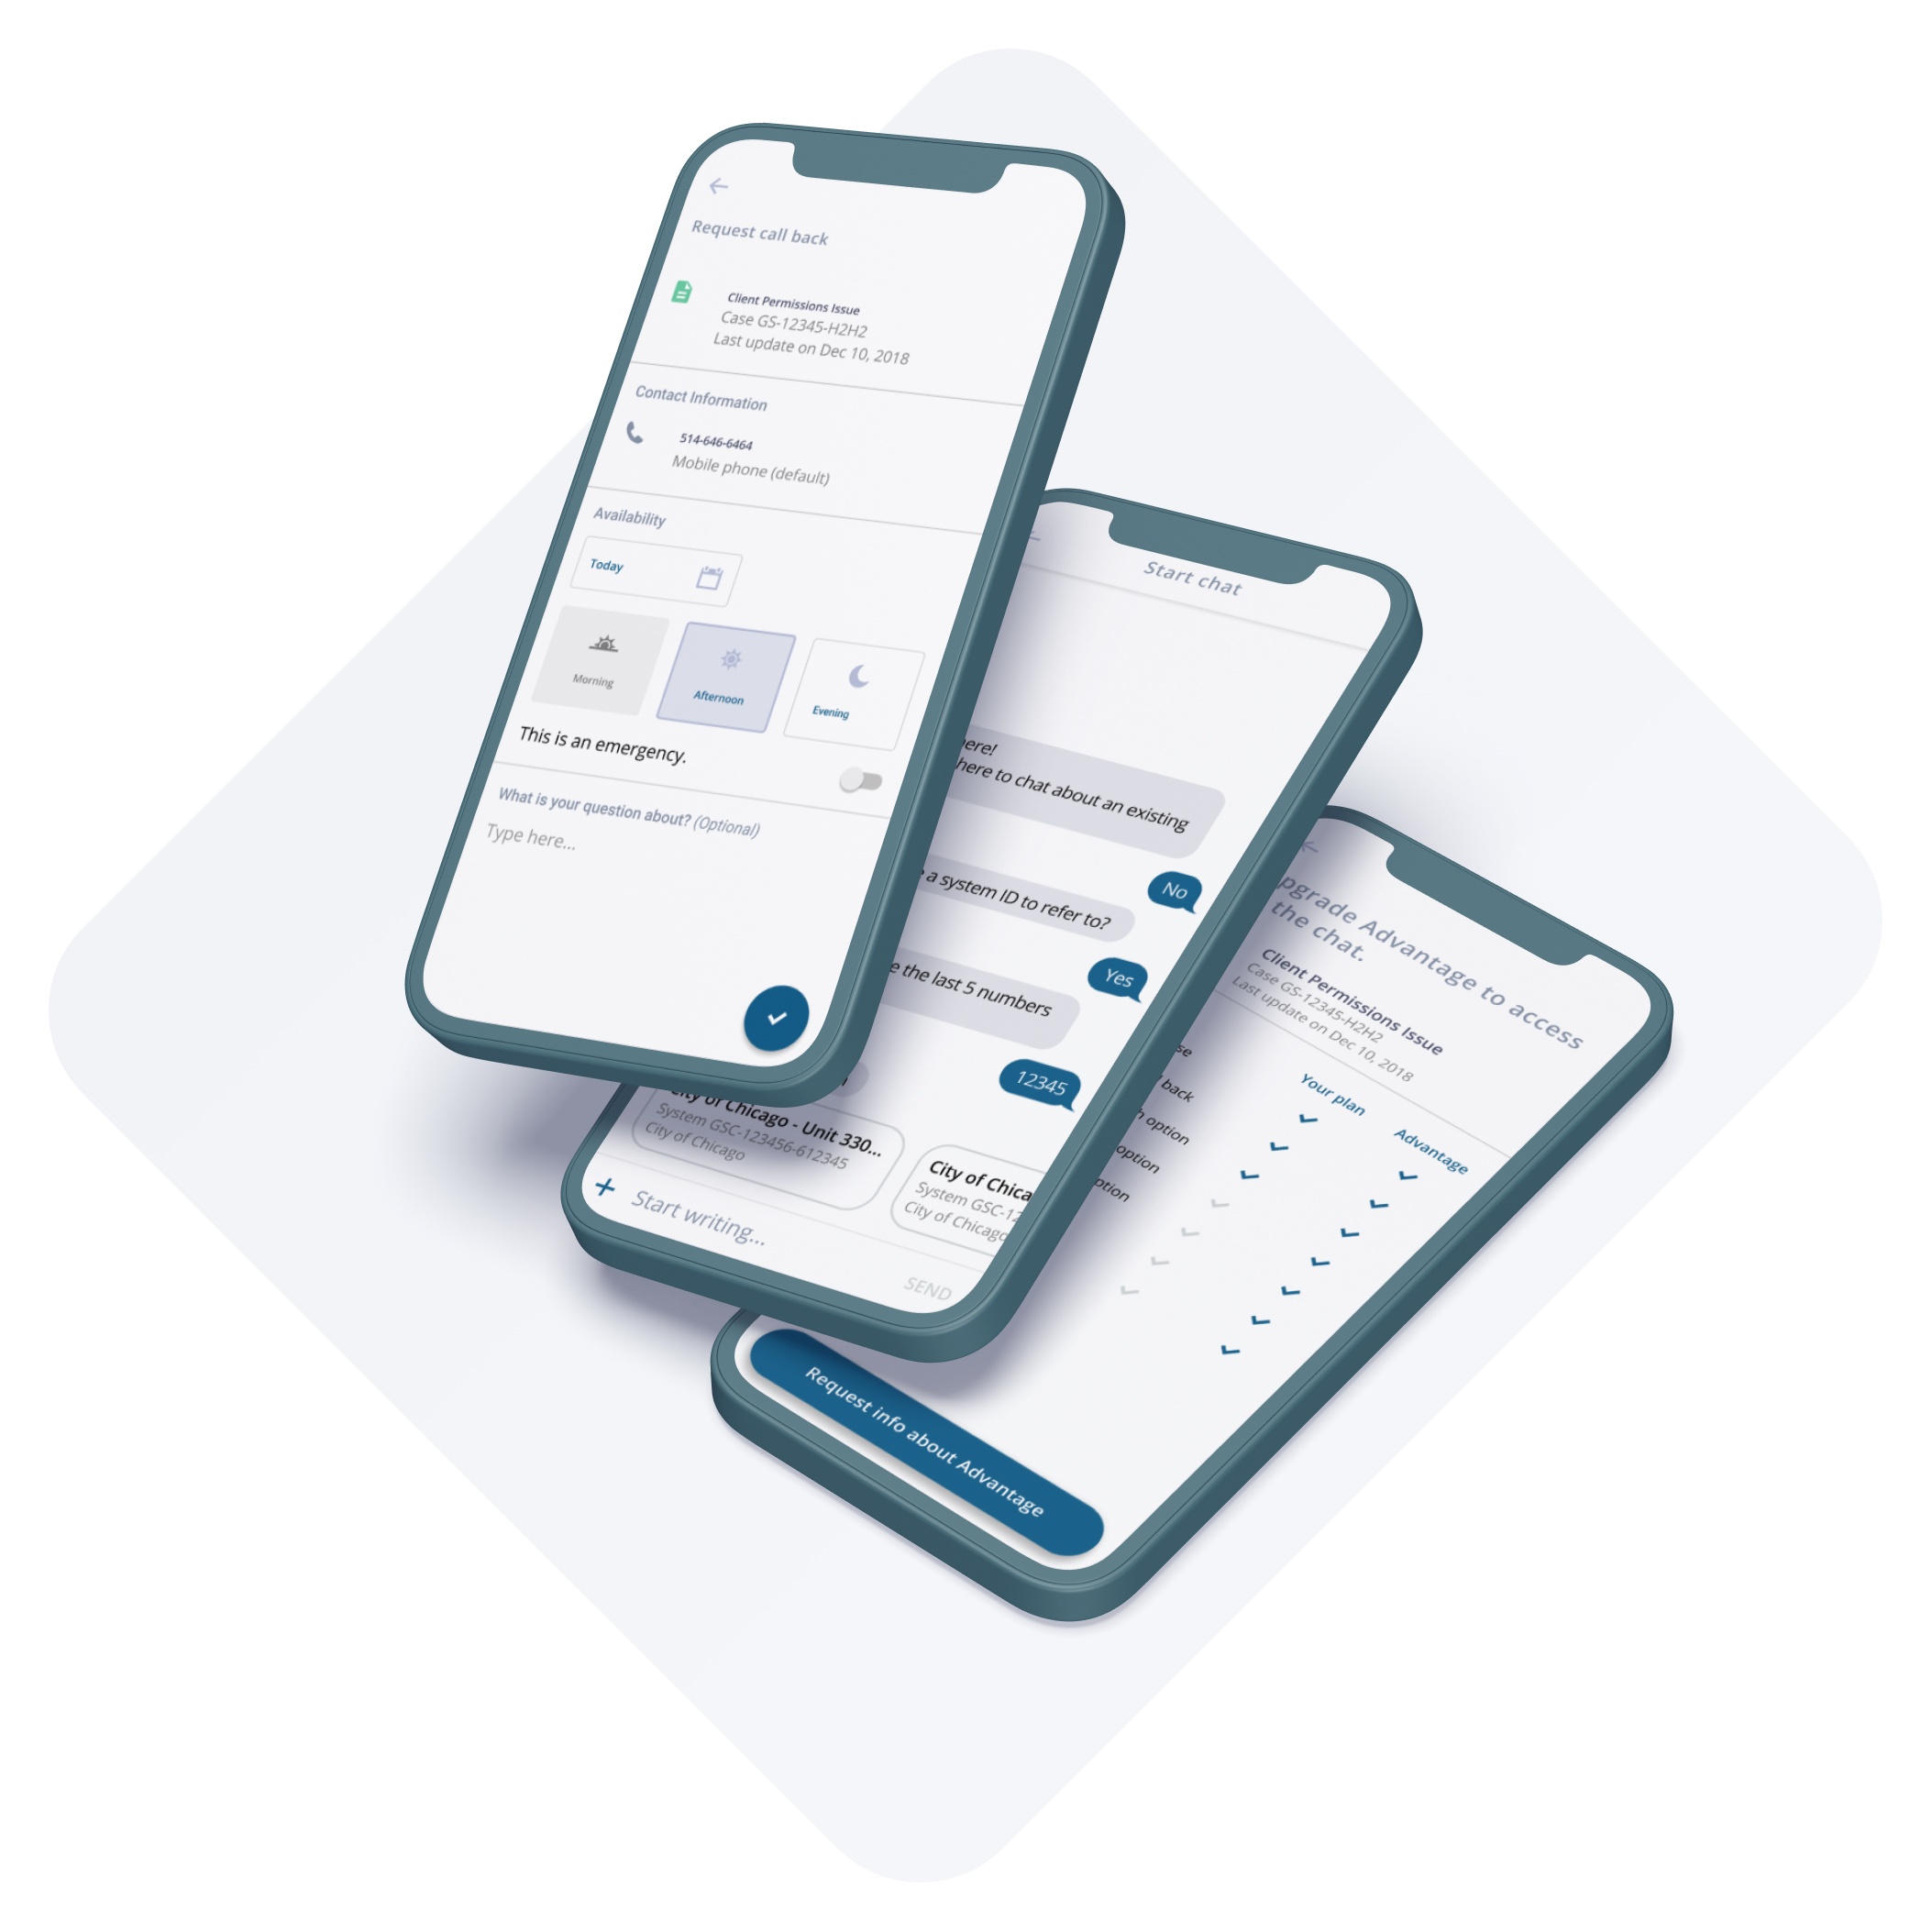 Request call back
Client Permissions Issue
Case GS-12345-H2H2
Last update on Dec 10, 2018
Contact Information
514-646-6464
Mobile phone (default)
Availability
Today
Morning
Afternoon
Evening
This is an emergency.
What is your question about? (Optional)
Type here...
Start chat
here to chat about an existing
No
a system ID to refer to?
Yes
the last 5 numbers
12345
City of Chicago - Unit 330...
System GSC-123456-612345
City of Chicago
City of Chica
System GSC-12
City of Chicago
Start writing...
SEND
pgrade Advantage to access
the chat.
Client Permissions Issue
Case GS-12345-H2H2
Last update on Dec 10, 2018
Your plan
Advantage
back
option
option
Request info about Advantage